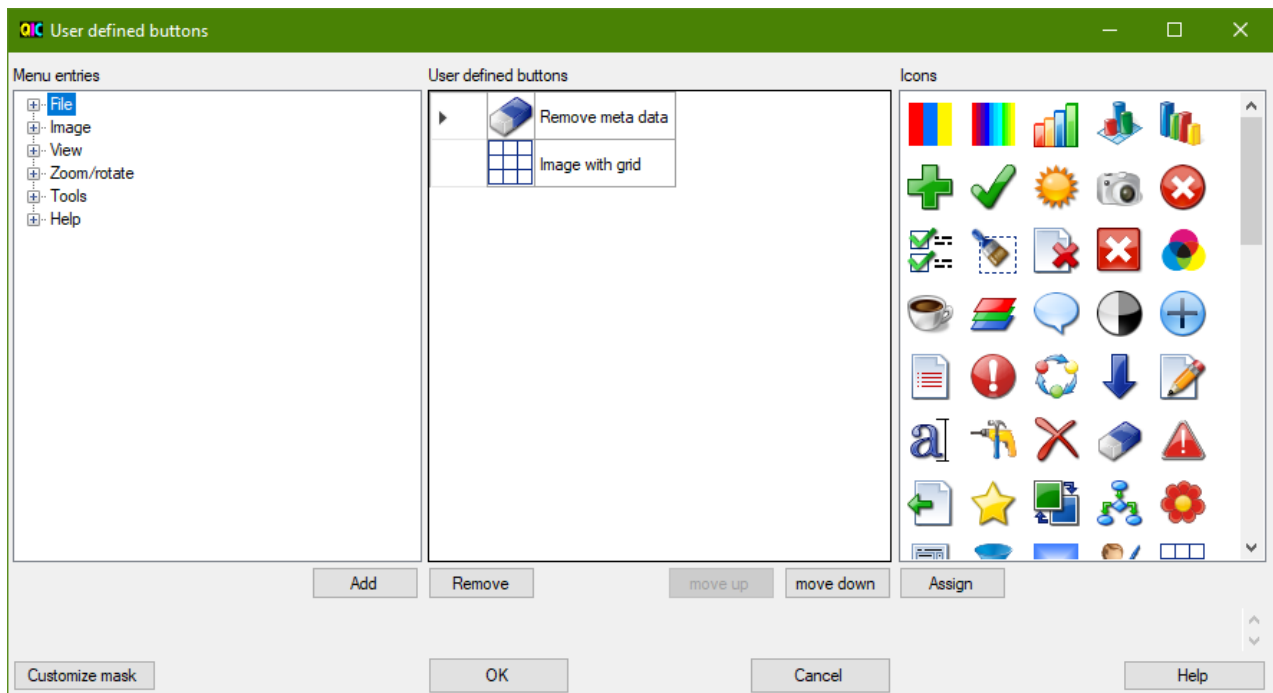 QIC User defined buttons
Menu entries
User defined buttons
Icons
File
Image
View
Zoom/rotate
Tools
Help
Remove meta data
Image with grid
a
Add
Remove
move up
move down
Assign
Customize mask
OK
Cancel
Help